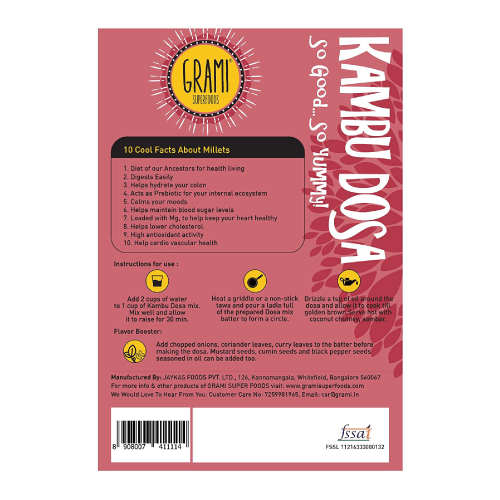 GRAMI®
SUPERFOODS
KAMBU DOSA
So Good... So Yummy!
10 Cool Facts About Millets
1. Diet of our Ancestors for health living
2. Digests Easily
3. Helps hydrate your colon
4. Acts as Prebiotic for your internal ecosystem
5. Calms your moods
6. Helps maintain blood sugar levels
7. Loaded with Mg, to help keep your heart healthy
8. Helps lower cholesterol.
9. High antioxidant activity
10. Help cardio vascular health
Instructions for use :
Add 2 cups of water
to 1 cup of Kambu Dosa mix.
Mix well and allow
it to raise for 30 min.
Heat a griddle or a non-stick
tawa and pour a ladle full
of the prepared Dosa mix
batter to form a circle.
Drizzle a tsp of oil around the
dosa and allow it to cook till
golden brown. Serve hot with
coconut chutney, sambar.
Flavor Booster:
Add chopped onions, coriander leaves, curry leaves to the batter before
making the dosa. Mustard seeds, cumin seeds and black pepper seeds
seasoned in oil can be added too.
Manufactured By: JAYKAS FOODS PVT. LTD., 126, Kannamangala, Whitefield, Bangalore 560067
For more info & other products of GRAMI SUPER FOODS visit: www.gramisuperfoods.com
We Would Love To Hear From You: Customer Care No: 7259981965, Email: csr@grami.in
8 908007 411114
fssai
FSSL 11216333000132